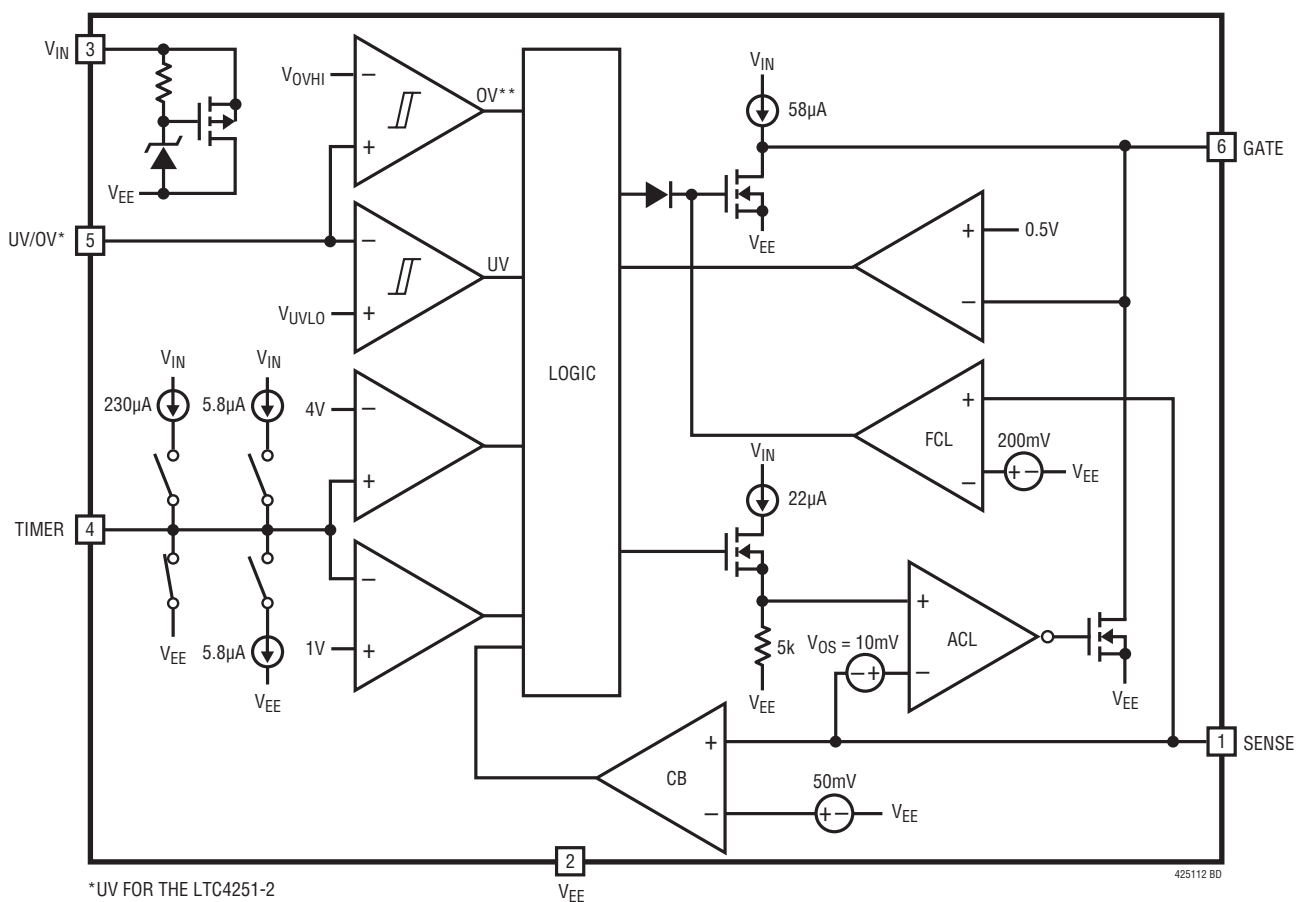 VIN 3
VEE
UV/OV* 5
VOVHI
−
+
OV**
−
VUVLO
+
UV
VIN
230µA
VIN
5.8µA
4V
−
+
TIMER 4
VEE
5.8µA
VEE
−
1V
+
LOGIC
VIN
58µA
VEE
6 GATE
+
0.5V
−
+
FCL
−
200mV
+ −
VEE
VIN
22µA
5k
VEE
+
ACL
−
VOS = 10mV
− +
VEE
1 SENSE
+
CB
−
50mV
+ −
VEE
2
VEE
425112 BD
*UV FOR THE LTC4251-2